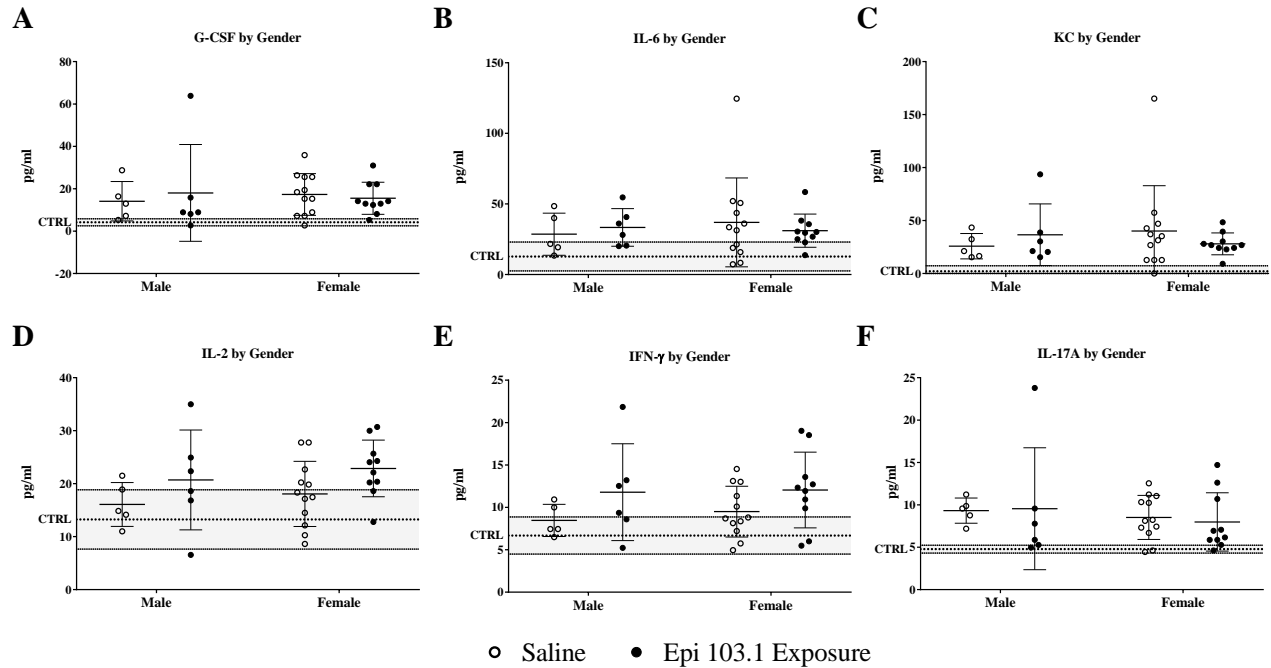 A
G-CSF by Gender
80
60
40
20
0
-20
pg/ml
CTRL
Male
Female
B
IL-6 by Gender
150
100
50
0
pg/ml
CTRL
Male
Female
C
KC by Gender
200
150
100
50
0
pg/ml
CTRL
Male
Female
D
IL-2 by Gender
40
30
20
10
0
pg/ml
CTRL
Male
Female
E
IFN-γ by Gender
25
20
15
10
5
0
pg/ml
CTRL
Male
Female
F
IL-17A by Gender
25
20
15
10
5
0
pg/ml
CTRL
Male
Female
Saline
Epi 103.1 Exposure